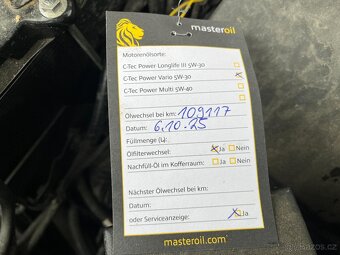 masteroil
Motorenölsorte:
C-Tec Power Longlife III 5W-30
C-Tec Power Vario 5W-30
C-Tec Power Multi 5W-40
Ölwechsel bei km: 109117
Datum: 6.10.25
Füllmenge (L):
Ölfilterwechsel: Ja Nein
Nachfüll-Öl im Kofferraum: Ja Nein
Nächster Ölwechsel bei km:
Datum:
oder Serviceanzeige: Ja
masteroil.com